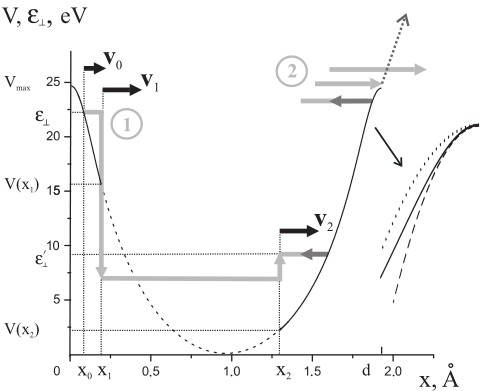 V, ε⊥, eV
v₀
v₁
Vmax
25
ε⊥
20
V(x₁)
15
10
ε'⊥
5
V(x₂)
1
2
v₂
0
x₀ x₁
0,5
1,0
x₂
1,5
d
2,0
x, Å